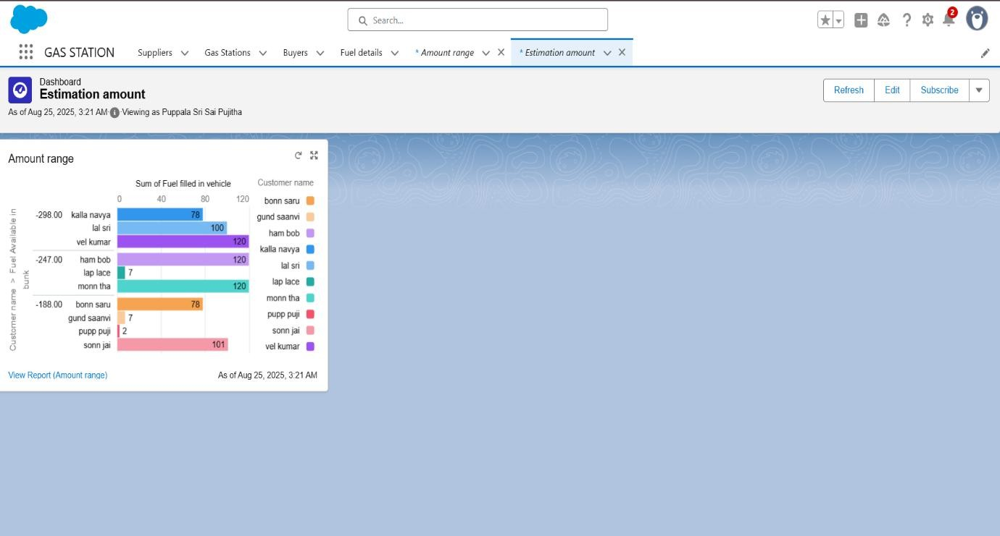 Search...
2
GAS STATION Suppliers Gas Stations Buyers Fuel details * Amount range * Estimation amount
Dashboard
Estimation amount
As of Aug 25, 2025, 3:21 AM·Viewing as Puppala Sri Sai Pujitha
Refresh Edit Subscribe
Amount range
Sum of Fuel filled in vehicle
0 40 80 120
Customer name > Fuel Available in
bunk
-298.00 kalla navya 78
lal sri 100
vel kumar 120
-247.00 ham bob 120
lap lace 7
monn tha 120
-188.00 bonn saru 78
gund saanvi 7
pupp puji 2
sonn jai 101
Customer name
bonn saru
gund saanvi
ham bob
kalla navya
lal sri
lap lace
monn tha
pupp puji
sonn jai
vel kumar
View Report (Amount range)
As of Aug 25, 2025, 3:21 AM